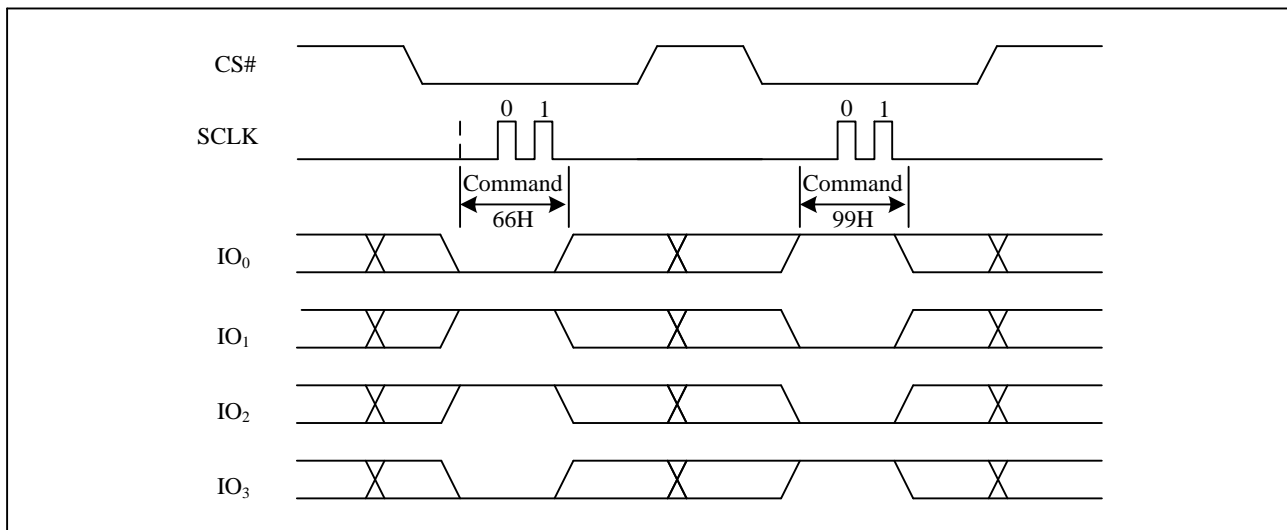 CS#
0 1 0 1
SCLK
Command Command
66H 99H
IO₀
IO₁
IO₂
IO₃